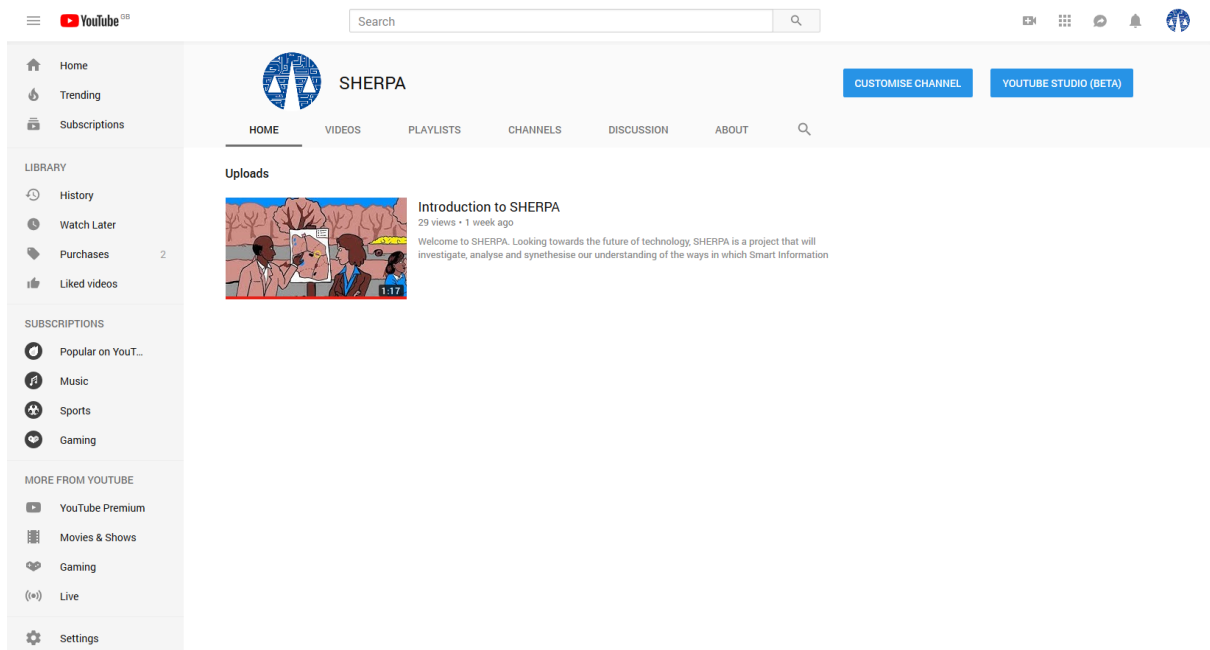 YouTube GB
Search
SHERPA
CUSTOMISE CHANNEL
YOUTUBE STUDIO (BETA)
HOME VIDEOS PLAYLISTS CHANNELS DISCUSSION ABOUT
Home
Trending
Subscriptions
LIBRARY
History
Watch Later
Purchases 2
Liked videos
SUBSCRIPTIONS
Popular on YouT...
Music
Sports
Gaming
MORE FROM YOUTUBE
YouTube Premium
Movies & Shows
Gaming
Live
Settings
Uploads
1:17
Introduction to SHERPA
29 views • 1 week ago
Welcome to SHERPA. Looking towards the future of technology, SHERPA is a project that will
investigate, analyse and synethesise our understanding of the ways in which Smart Information